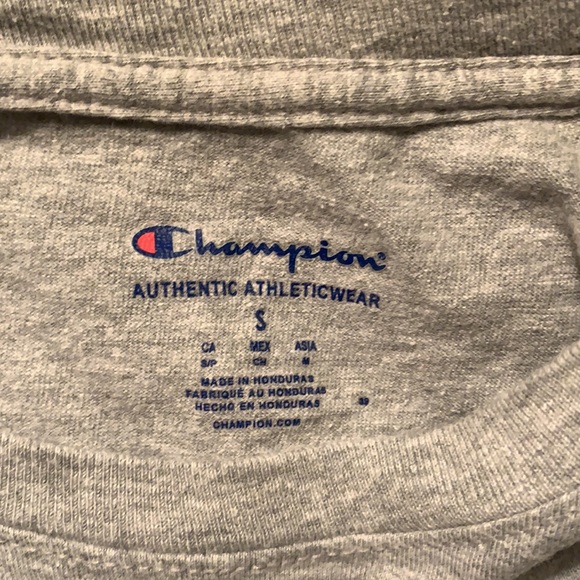 Champion
AUTHENTIC ATHLETICWEAR
S
CA MEX ASIA
S/P CH M
MADE IN HONDURAS
FABRIQUÉ AU HONDURAS
HECHO EN HONDURAS
CHAMPION.COM